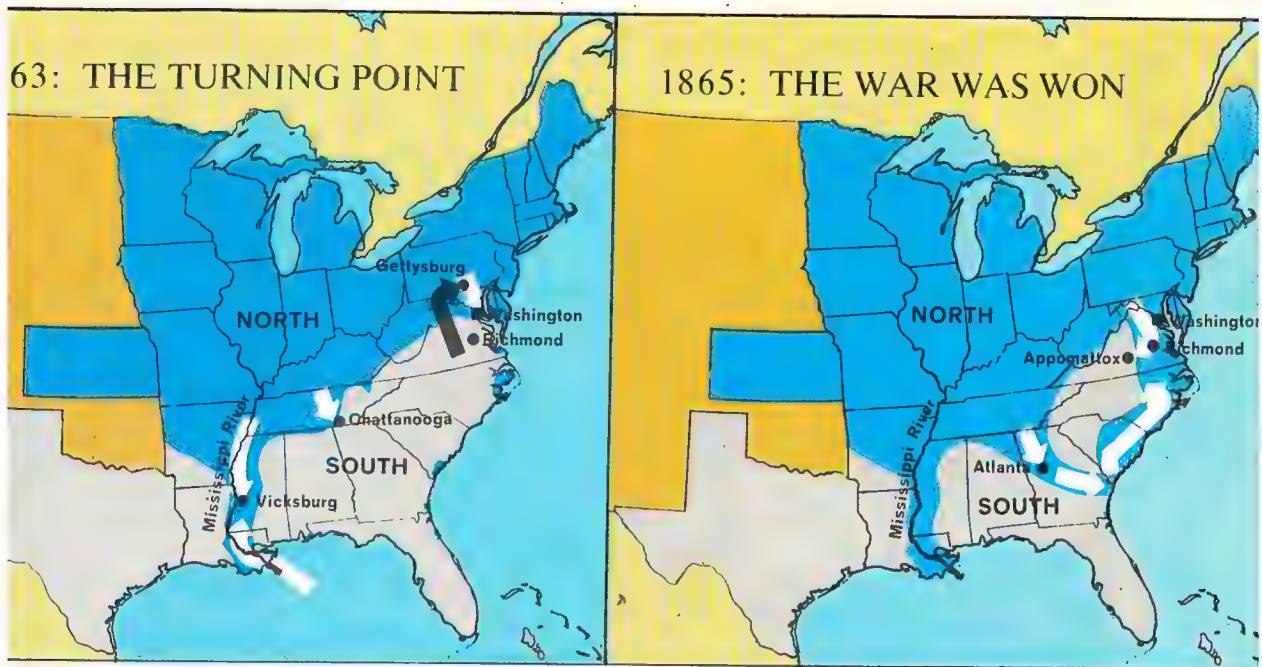 63: THE TURNING POINT
Gettysburg
Washington
NORTH
Richmond
Chattanooga
Mississippi River
SOUTH
Vicksburg
1865: THE WAR WAS WON
Washington
NORTH
Richmond
Appomattox
Mississippi River
Atlanta
SOUTH